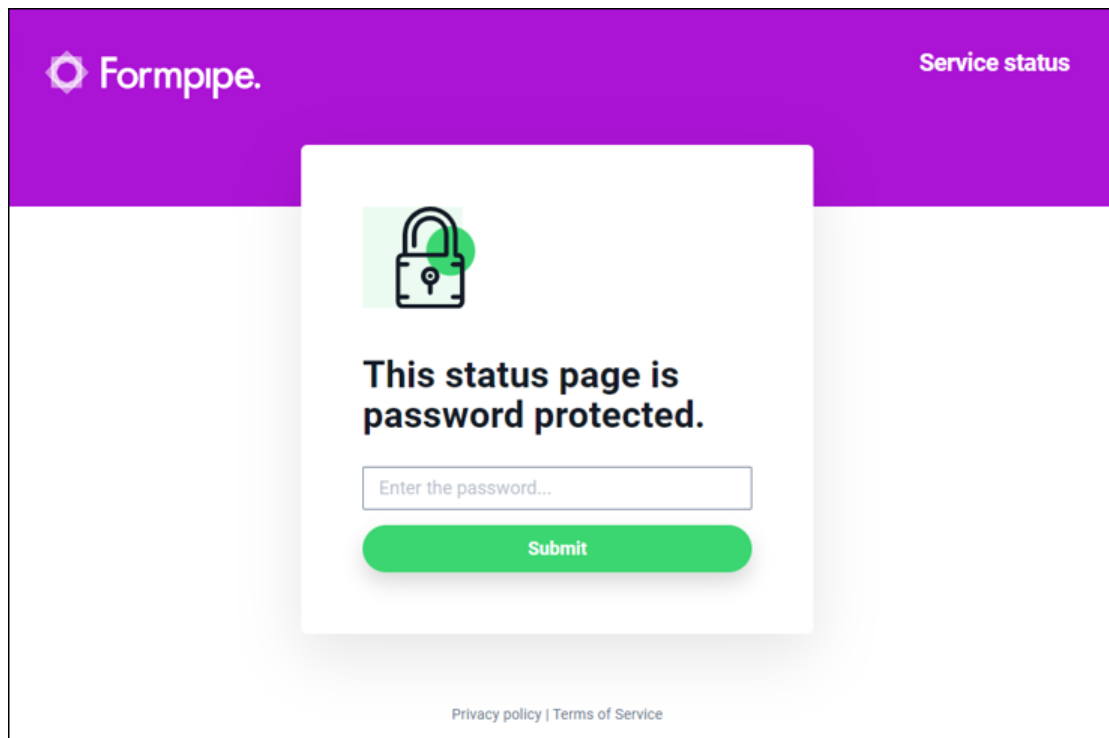 Formpipe.
Service status
This status page is
password protected.
Enter the password...
Submit
Privacy policy | Terms of Service